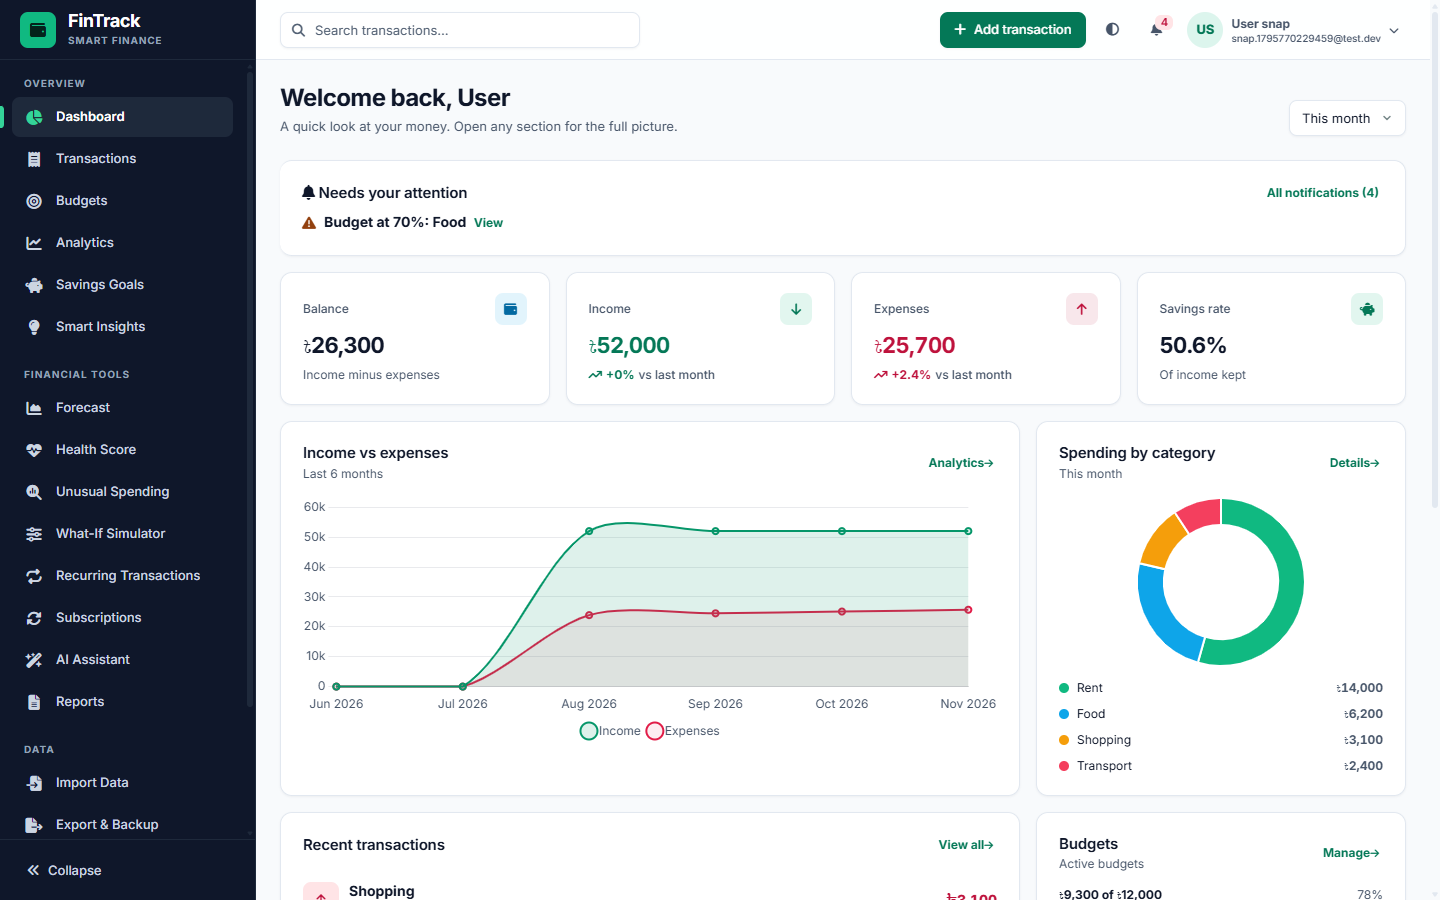 FinTrack
SMART FINANCE
OVERVIEW
Dashboard
Transactions
Budgets
Analytics
Savings Goals
Smart Insights
FINANCIAL TOOLS
Forecast
Health Score
Unusual Spending
What-If Simulator
Recurring Transactions
Subscriptions
AI Assistant
Reports
DATA
Import Data
Export & Backup
Collapse
Search transactions...
Add transaction
4
US
User snap
snap.1795770229459@test.dev
Welcome back, User
A quick look at your money. Open any section for the full picture.
This month
Needs your attention
All notifications (4)
Budget at 70%: Food View
Balance
৳26,300
Income minus expenses
Income
৳52,000
+0% vs last month
Expenses
৳25,700
+2.4% vs last month
Savings rate
50.6%
Of income kept
Income vs expenses
Last 6 months
Analytics→
60k
50k
40k
30k
20k
10k
0
Jun 2026 Jul 2026 Aug 2026 Sep 2026 Oct 2026 Nov 2026
Income Expenses
Spending by category
This month
Details→
Rent ৳14,000
Food ৳6,200
Shopping ৳3,100
Transport ৳2,400
Recent transactions
View all→
Shopping
৳3,100
Budgets
Active budgets
Manage→
৳9,300 of ৳12,000 78%